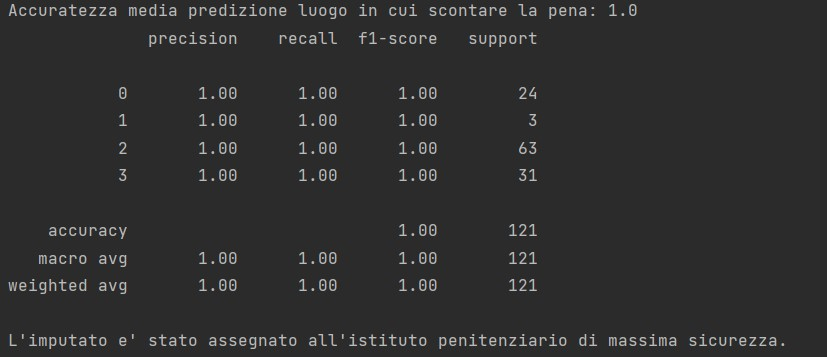 Accuratezza media predizione luogo in cui scontare la pena: 1.0
precision recall f1-score support
0 1.00 1.00 1.00 24
1 1.00 1.00 1.00 3
2 1.00 1.00 1.00 63
3 1.00 1.00 1.00 31
accuracy 1.00 121
macro avg 1.00 1.00 1.00 121
weighted avg 1.00 1.00 1.00 121
L'imputato e' stato assegnato all'istituto penitenziario di massima sicurezza.